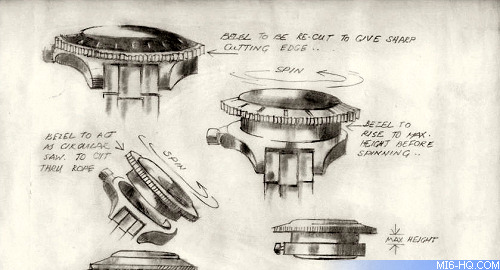 BEZEL TO BE RE-CUT TO GIVE SHARP
CUTTING EDGE..
SPIN
BEZEL TO
RISE TO MAX.
HEIGHT BEFORE
SPINNING..
BEZEL TO ACT
AS CIRCULAR
SAW. TO CUT
THRU ROPE
SPIN
MAX HEIGHT
MI6-HQ.COM